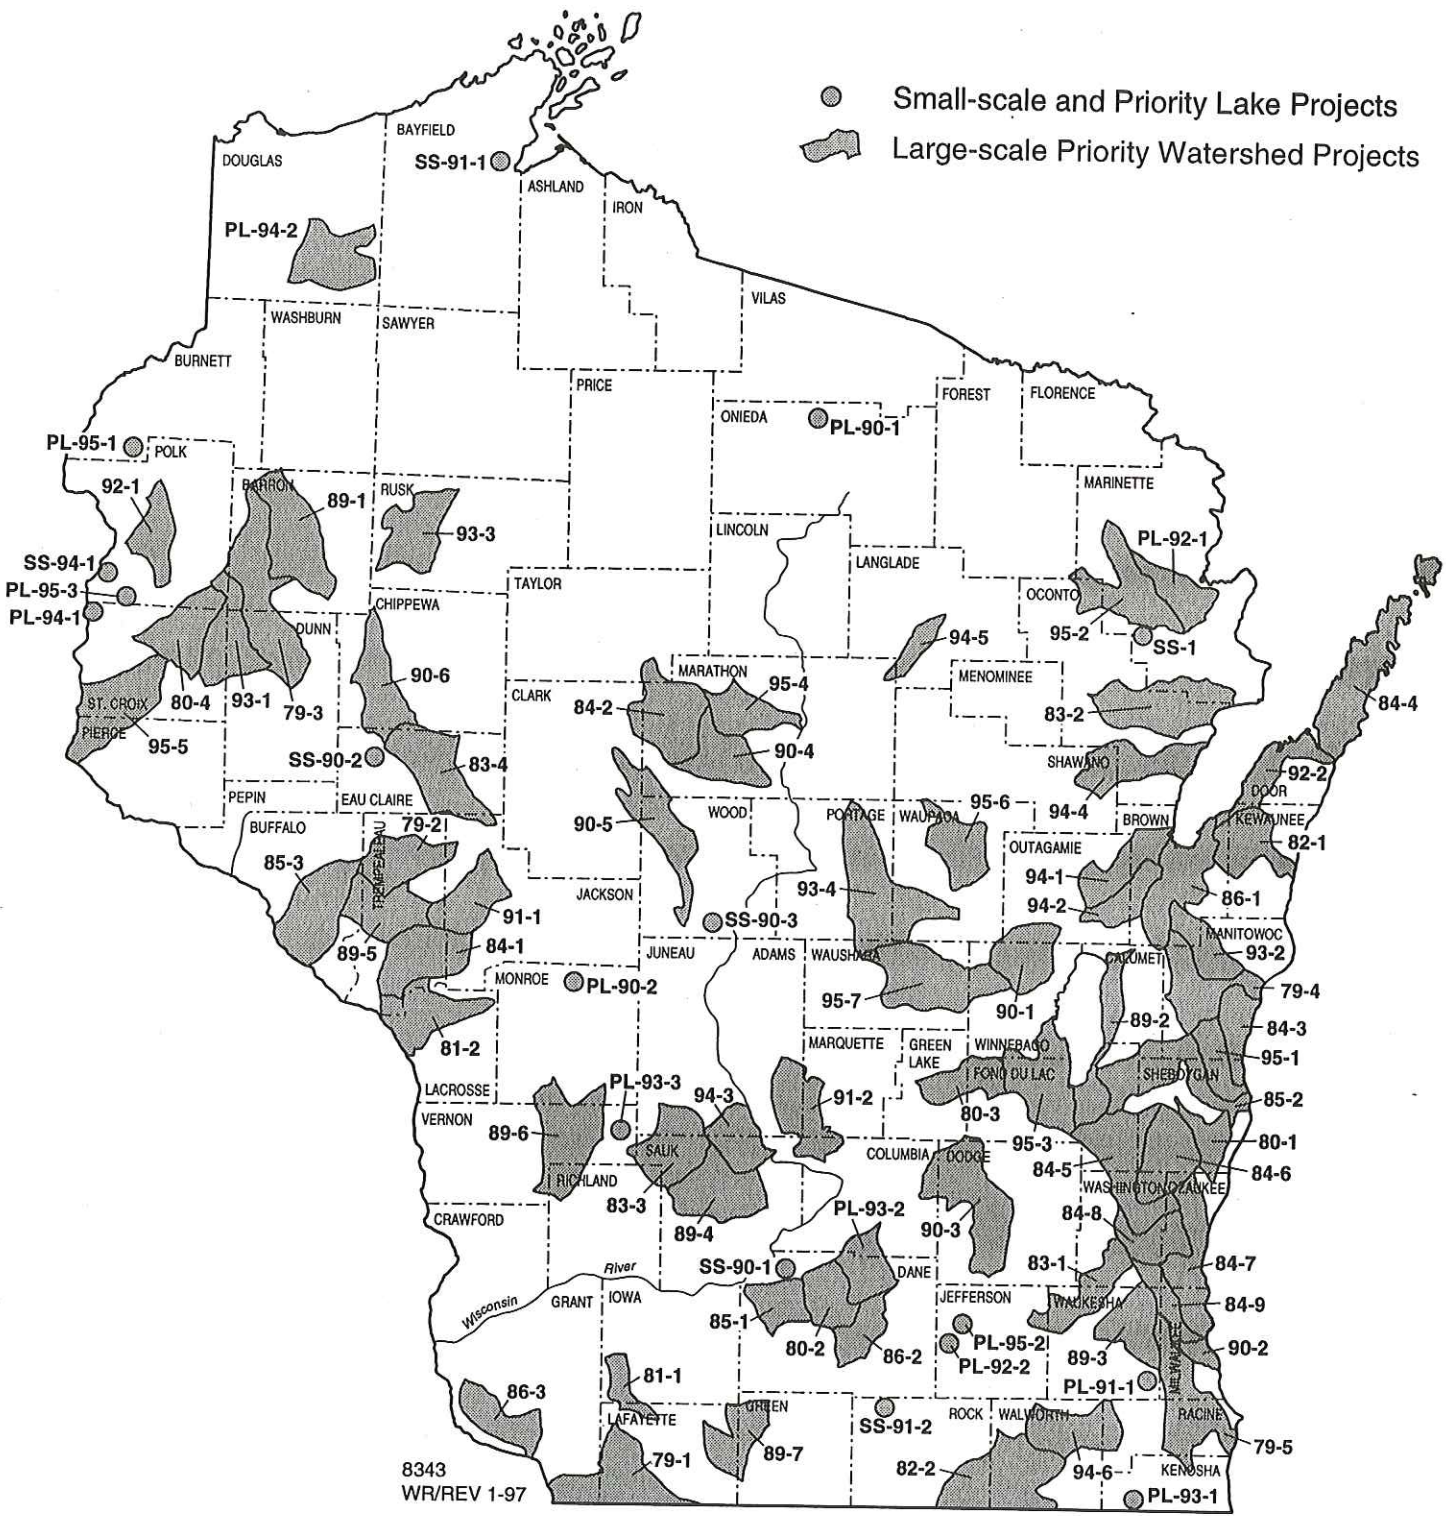 Small-scale and Priority Lake Projects
Large-scale Priority Watershed Projects
BAYFIELD
DOUGLAS
SS-91-1
ASHLAND
IRON
PL-94-2
VILAS
WASHBURN
SAWYER
BURNETT
PRICE
FOREST
FLORENCE
ONIEDA
PL-90-1
PL-95-1
POLK
MARINETTE
92-1
BARRON
89-1
RUSK
93-3
LINCOLN
PL-92-1
LANGLADE
SS-94-1
TAYLOR
PL-95-3
OCONTO
CHIPPEWA
PL-94-1
DUNN
95-2
94-5
SS-1
MARATHON
90-6
MENOMINEE
95-4
CLARK
ST. CROIX
80-4
93-1
79-3
84-2
83-2
84-4
PIERCE
95-5
90-4
SS-90-2
83-4
SHAWANO
92-2
DOOR
PEPIN
EAU CLAIRE
95-6
94-4
BUFFALO
79-2
90-5
WOOD
PORTAGE
WAUPACA
BROWN
KEWAUNEE
82-1
OUTAGAMIE
85-3
TREMPEALEAU
94-1
93-4
JACKSON
86-1
94-2
91-1
SS-90-3
MANITOWOC
89-5
84-1
JUNEAU
ADAMS
WAUSHARA
CALUMET
93-2
MONROE
PL-90-2
79-4
95-7
90-1
89-2
84-3
81-2
MARQUETTE
GREEN
LAKE
WINNEBAGO
95-1
FOND DU LAC
SHEBOYGAN
LACROSSE
PL-93-3
94-3
91-2
85-2
VERNON
80-3
89-6
95-3
80-1
SAUK
COLUMBIA
DODGE
84-5
84-6
RICHLAND
WASHINGTON
OZAUKEE
83-3
PL-93-2
84-8
CRAWFORD
89-4
90-3
SS-90-1
83-1
84-7
River
DANE
Wisconsin
GRANT
IOWA
JEFFERSON
WAUKESHA
84-9
85-1
80-2
86-2
PL-95-2
PL-92-2
89-3
MILWAUKEE
90-2
81-1
PL-91-1
86-3
LAFAYETTE
GREEN
SS-91-2
ROCK
WALWORTH
RACINE
89-7
79-5
79-1
82-2
94-6
KENOSHA
8343
WR/REV 1-97
PL-93-1